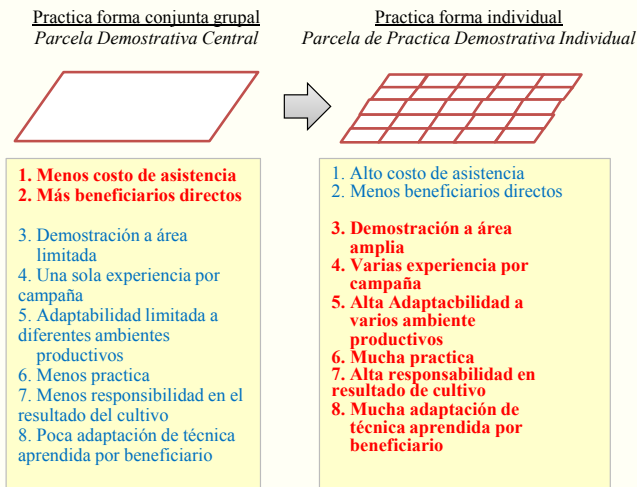 Practica forma conjunta grupal
Parcela Demostrativa Central
1. Menos costo de asistencia
2. Más beneficiarios directos
3. Demostración a área
limitada
4. Una sola experiencia por
campaña
5. Adaptabilidad limitada a
diferentes ambientes
productivos
6. Menos practica
7. Menos responsibilidad en el
resultado del cultivo
8. Poca adaptación de técnica
aprendida por beneficiario
Practica forma individual
Parcela de Practica Demostrativa Individual
1. Alto costo de asistencia
2. Menos beneficiarios directos
3. Demostración a área
amplia
4. Varias experiencia por
campaña
5. Alta Adaptacbilidad a
varios ambiente
productivos
6. Mucha practica
7. Alta responsabilidad en
resultado de cultivo
8. Mucha adaptación de
técnica aprendida por
beneficiario